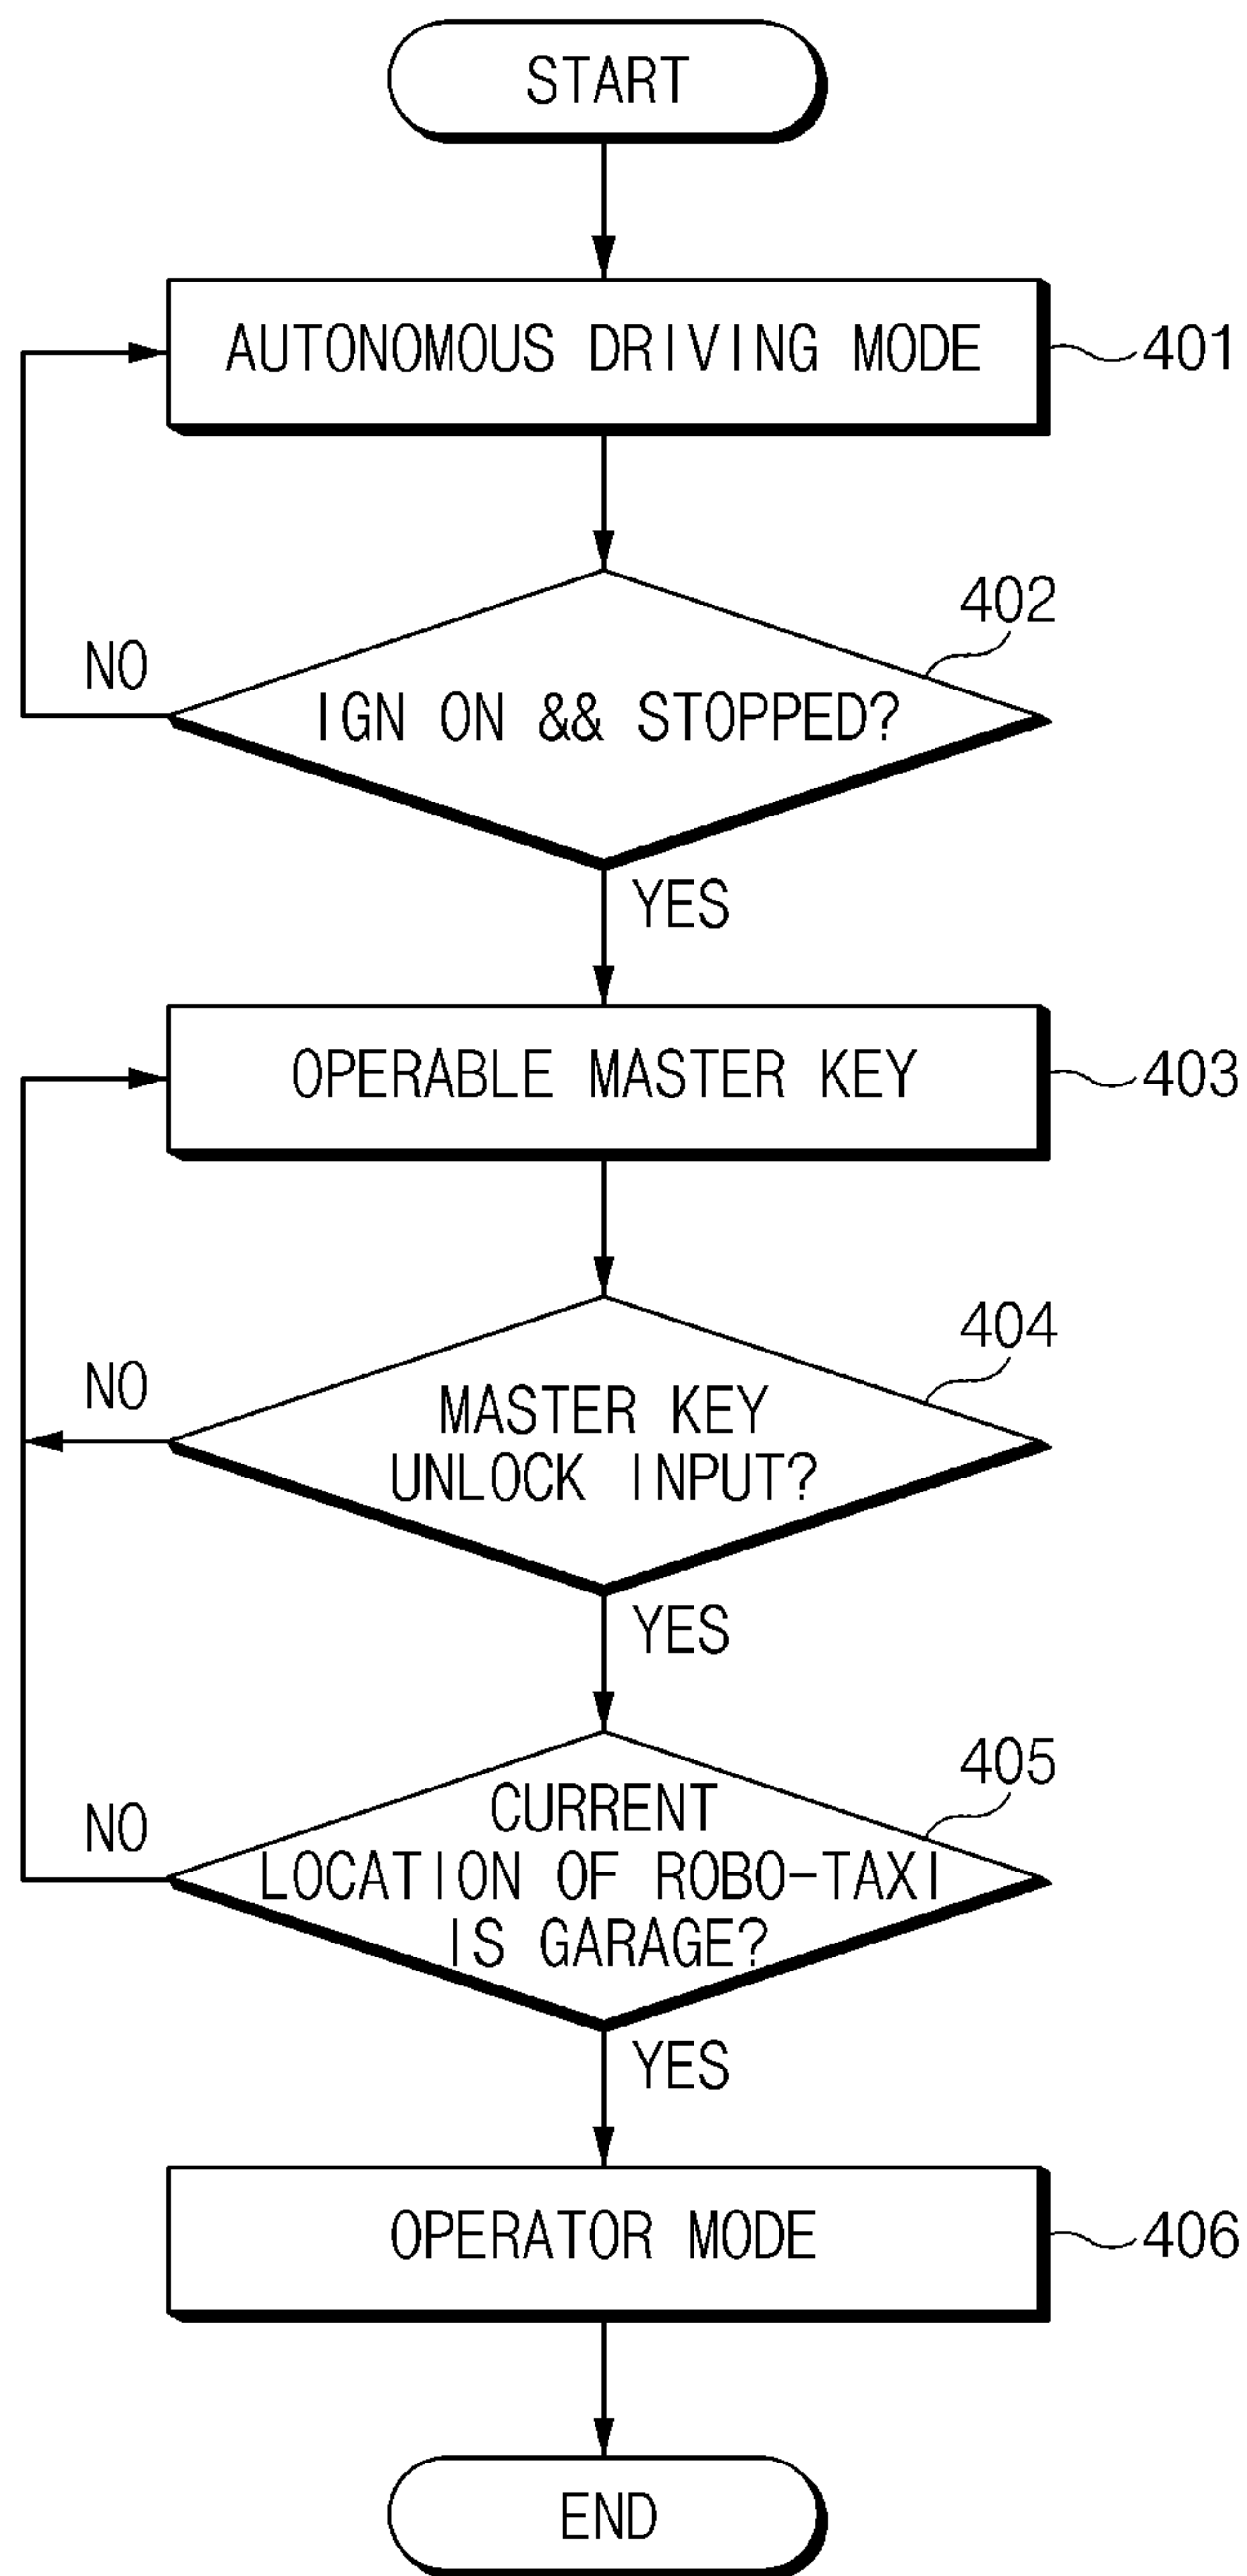 START
AUTONOMOUS DRIVING MODE
401
402
NO
IGN ON && STOPPED?
YES
OPERABLE MASTER KEY
403
404
NO
MASTER KEY
UNLOCK INPUT?
YES
405
CURRENT
NO
LOCATION OF ROBO-TAXI
IS GARAGE?
YES
OPERATOR MODE
406
END